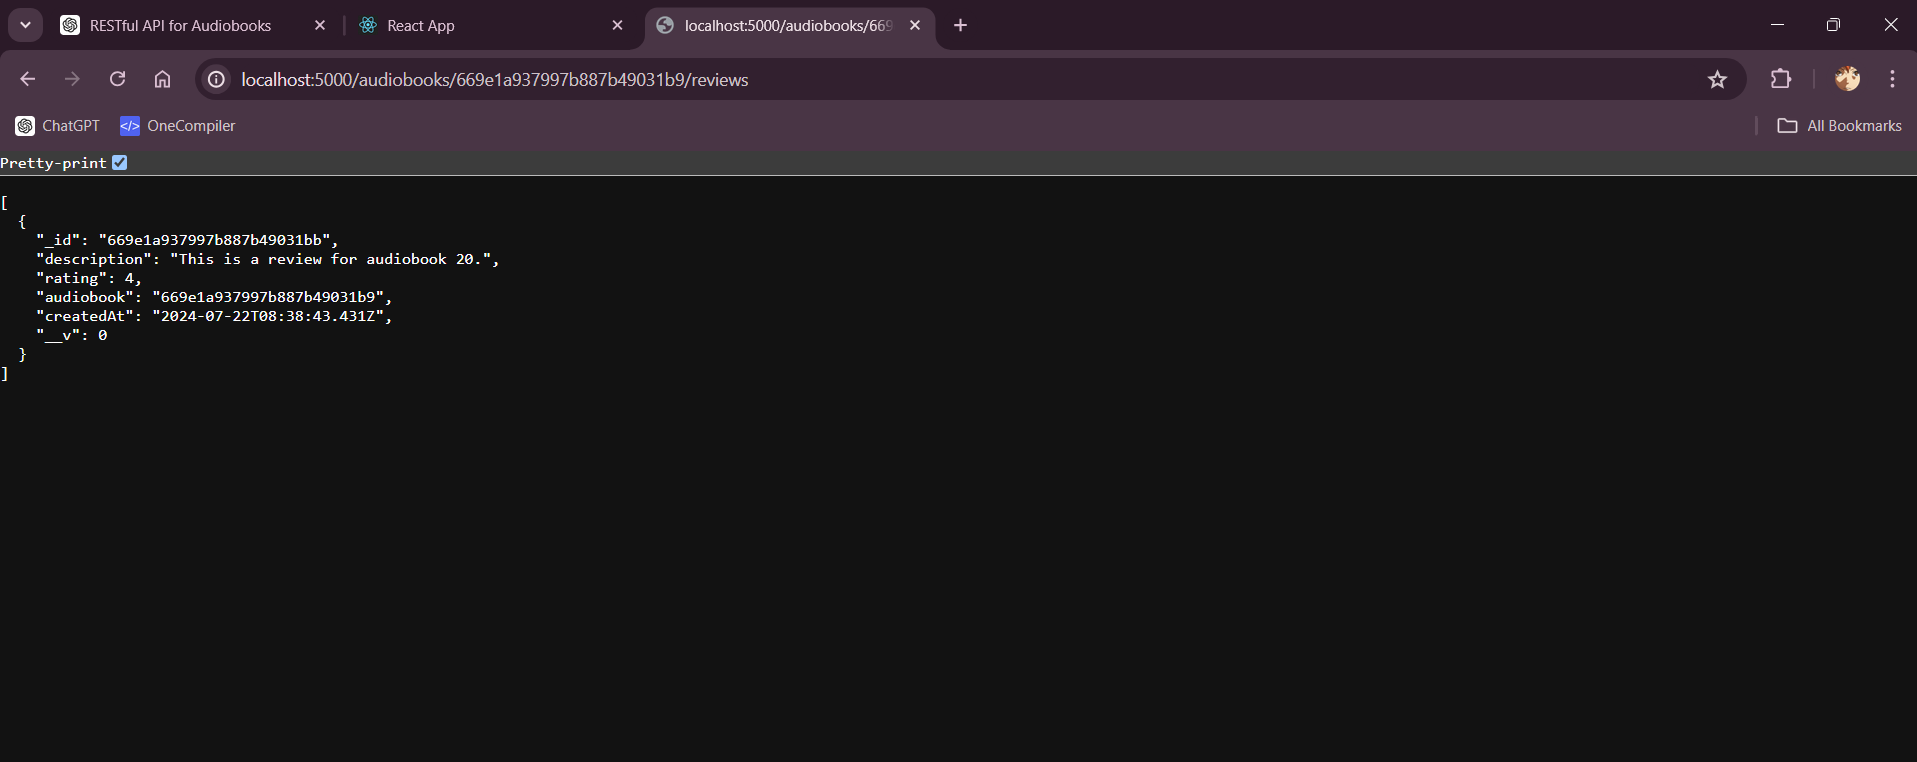 RESTful API for Audiobooks
React App
localhost:5000/audiobooks/669
localhost:5000/audiobooks/669e1a937997b887b49031b9/reviews
ChatGPT
</> OneCompiler
All Bookmarks
Pretty-print
[
  {
    "_id": "669e1a937997b887b49031bb",
    "description": "This is a review for audiobook 20.",
    "rating": 4,
    "audiobook": "669e1a937997b887b49031b9",
    "createdAt": "2024-07-22T08:38:43.431Z",
    "__v": 0
  }
]